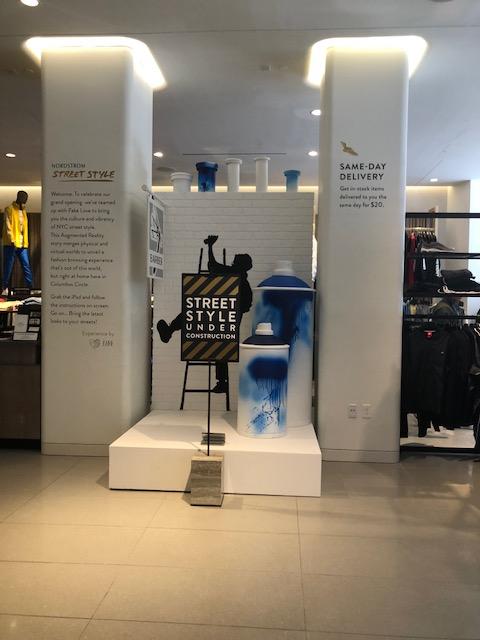 NORDSTROM
STREET STYLE
Welcome. To celebrate our
grand opening, we've teamed
up with Fake Love to bring
you the culture and vibrancy
of NYC street style.
This Augmented Reality
story merges physical and
virtual worlds to unveil a
fashion browsing experience
that's out of this world,
but right at home here in
Columbus Circle.
Grab the iPad and follow
the instructions on screen.
Go on... Bring the latest
looks to your streets!
Experience by
BARBER
STREET
STYLE
UNDER
CONSTRUCTION
SAME-DAY
DELIVERY
Get in-stock items
delivered to you the
same day for $20.